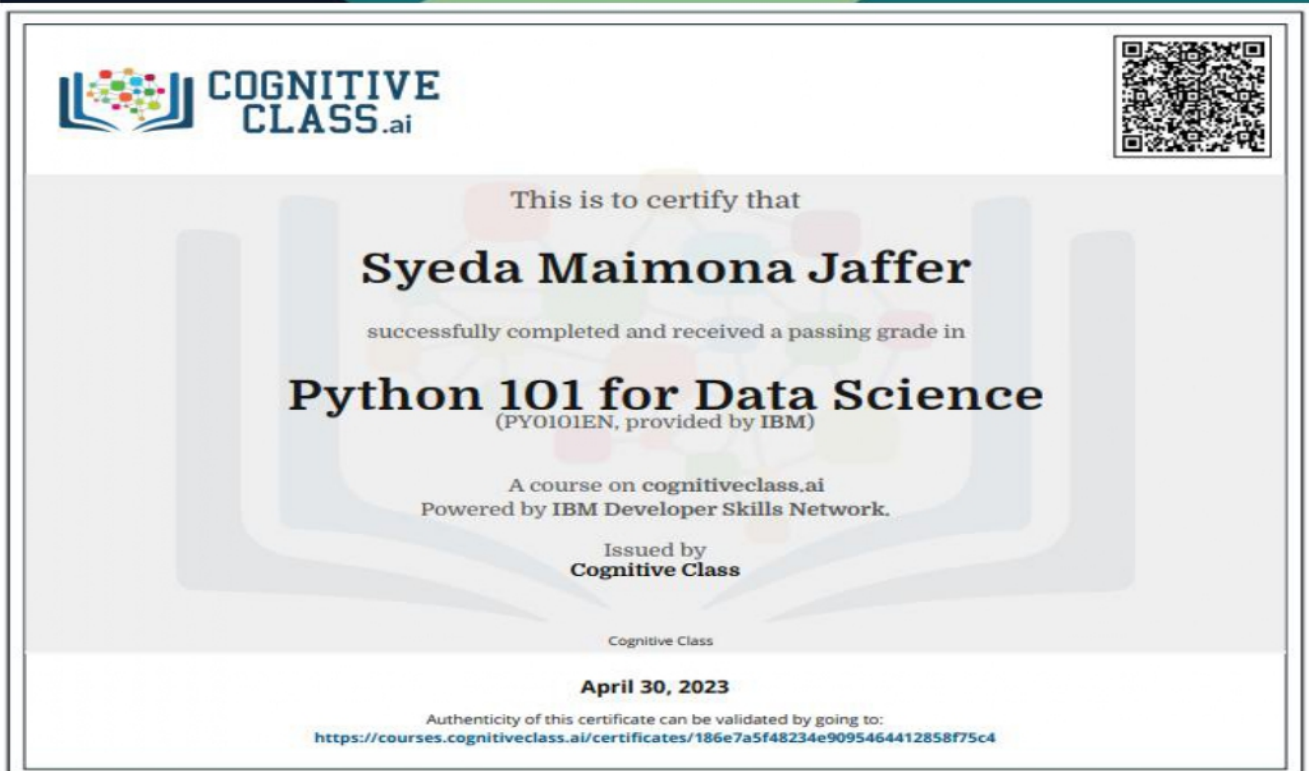 COGNITIVE
CLASS.ai
This is to certify that
Syeda Maimona Jaffer
successfully completed and received a passing grade in
Python 101 for Data Science
(PY0101EN, provided by IBM)
A course on cognitiveclass.ai
Powered by IBM Developer Skills Network.
Issued by
Cognitive Class
Cognitive Class
April 30, 2023
Authenticity of this certificate can be validated by going to:
https://courses.cognitiveclass.ai/certificates/186e7a5f48234e9095464412858f75c4